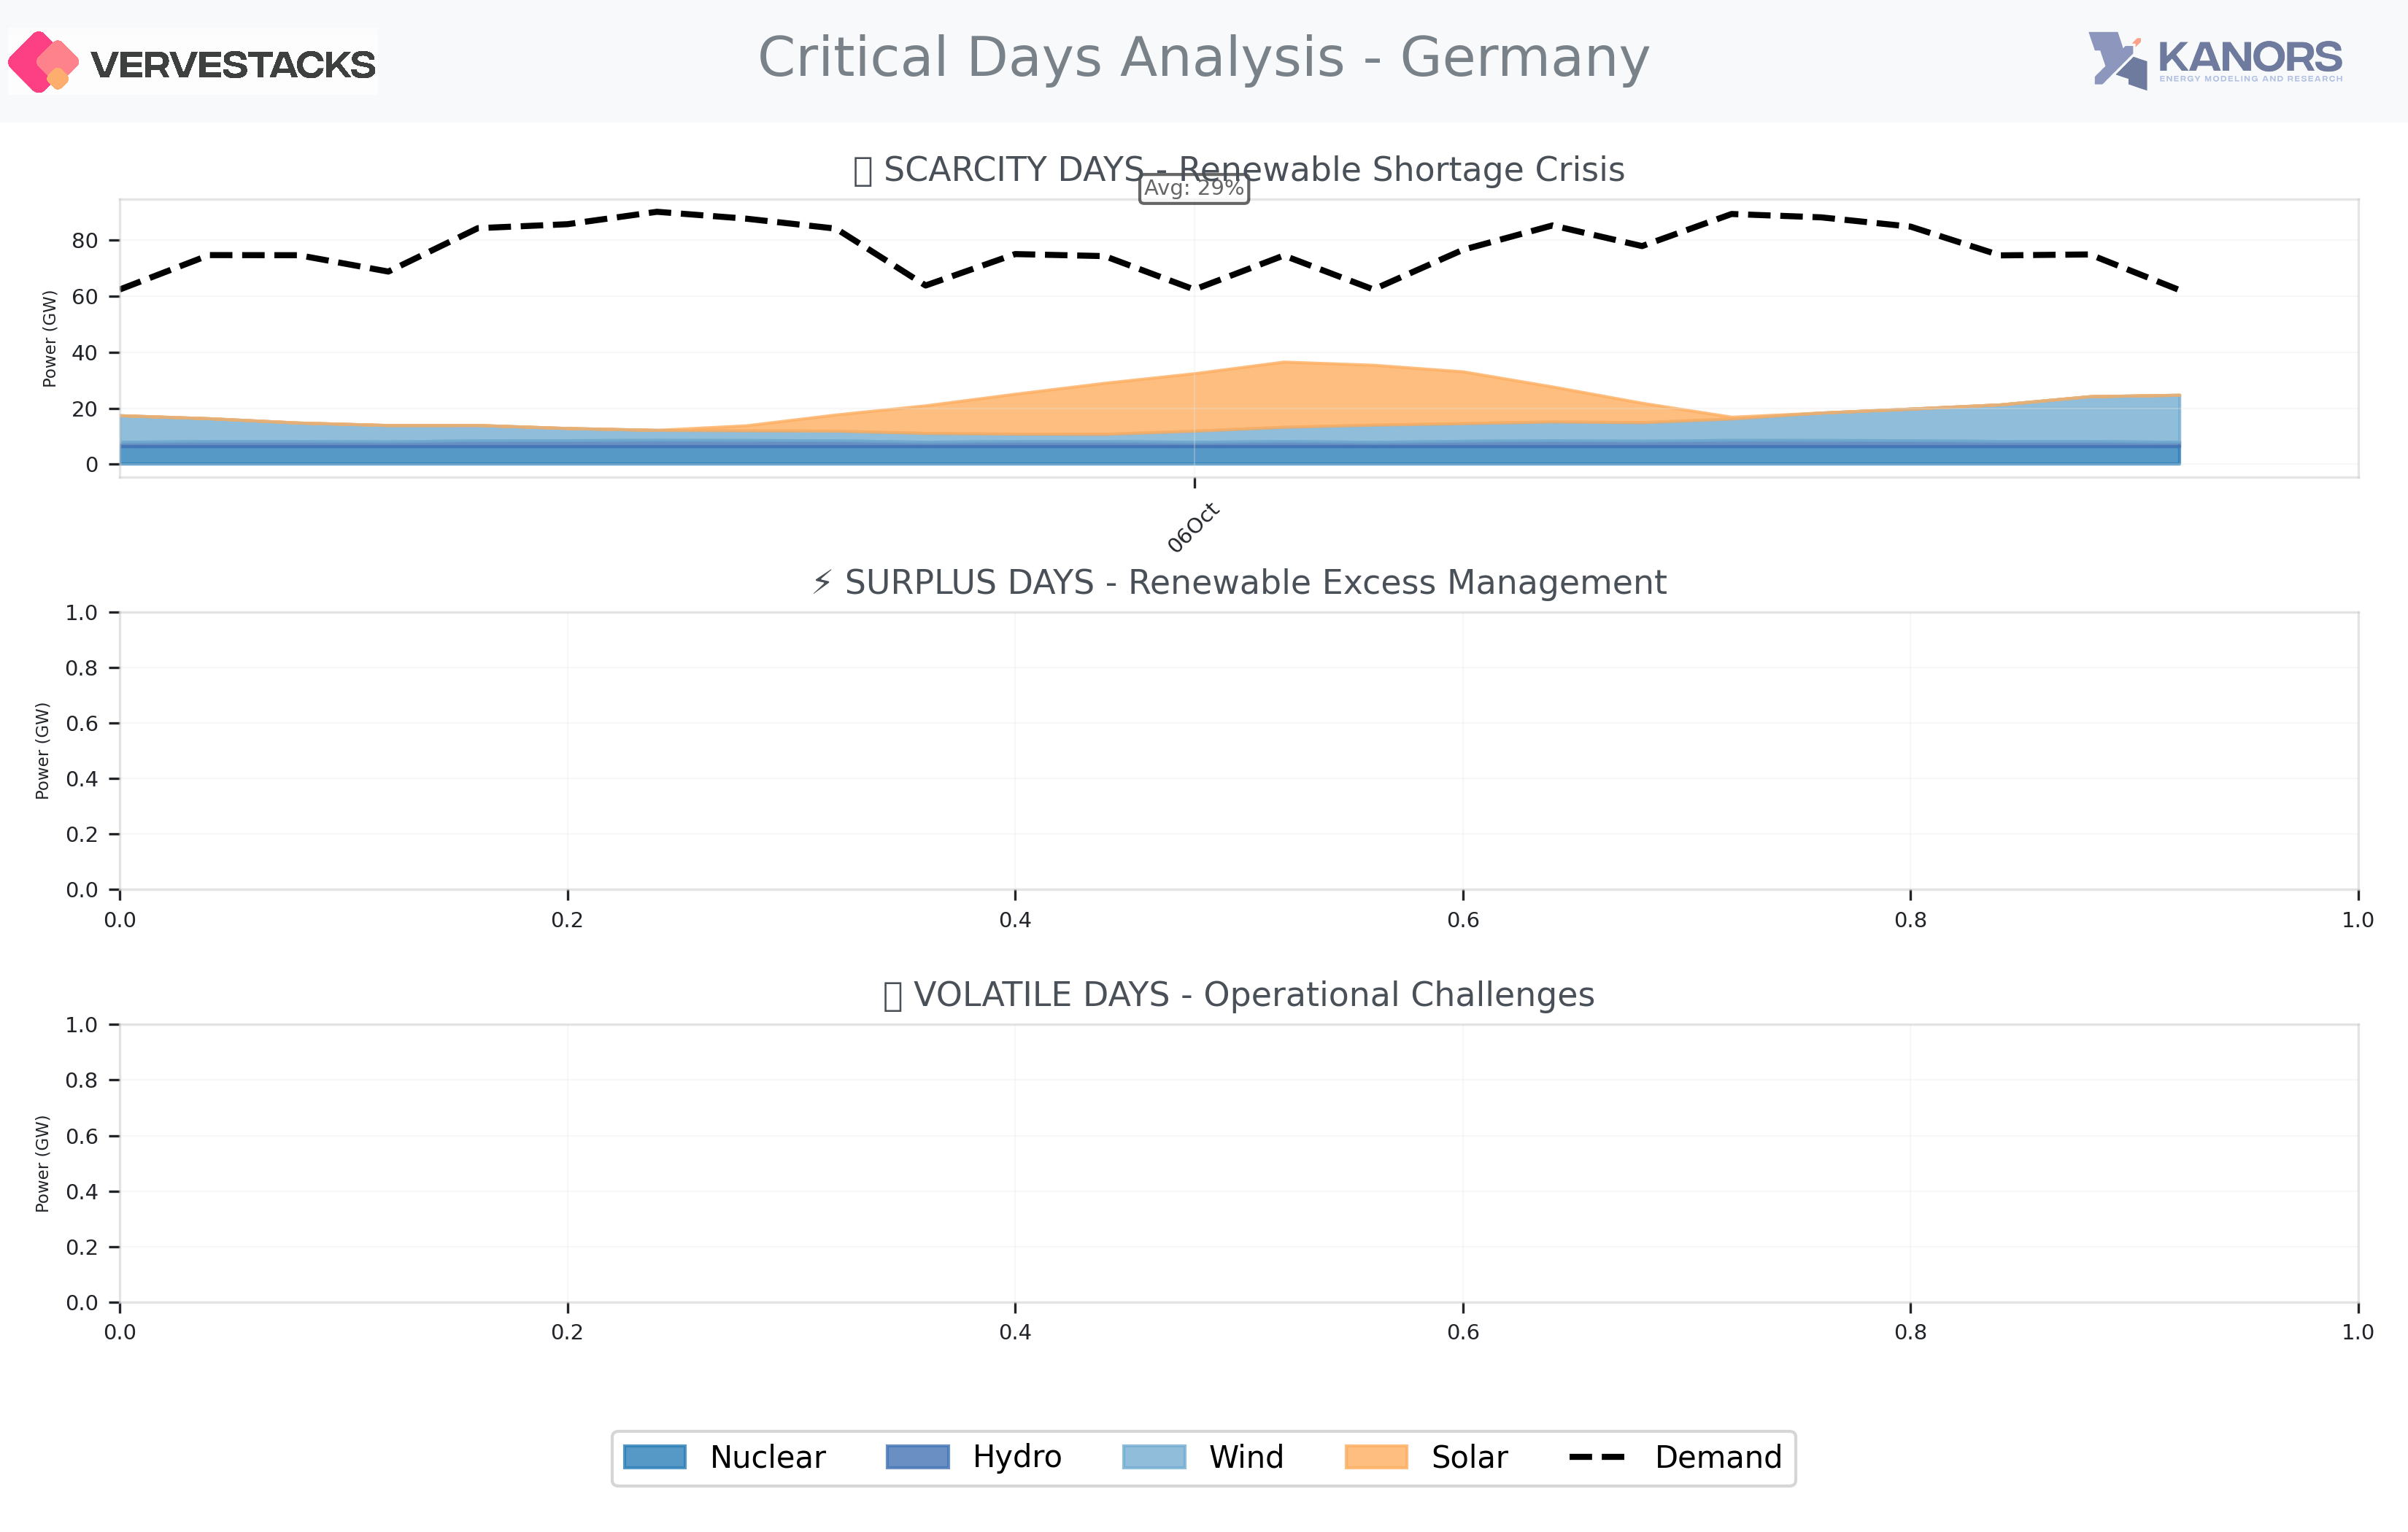 VERVESTACKS
Critical Days Analysis - Germany
KANORS
ENERGY MODELING AND RESEARCH
SCARCITY DAYS - Renewable Shortage Crisis
Avg: 29%
Power (GW)
80
60
40
20
0
06Oct
⚡ SURPLUS DAYS - Renewable Excess Management
Power (GW)
1.0
0.8
0.6
0.4
0.2
0.0
0.0 0.2 0.4 0.6 0.8 1.0
VOLATILE DAYS - Operational Challenges
Power (GW)
1.0
0.8
0.6
0.4
0.2
0.0
0.0 0.2 0.4 0.6 0.8 1.0
Nuclear Hydro Wind Solar Demand